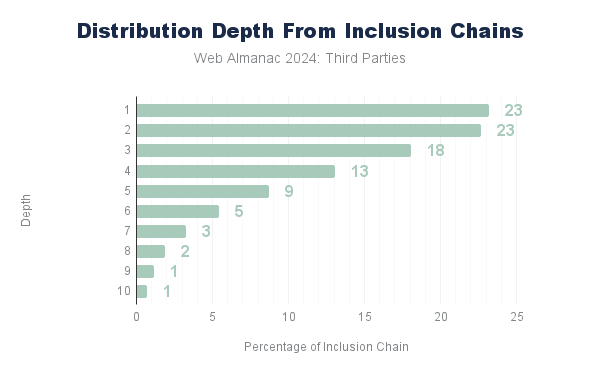 Distribution Depth From Inclusion Chains
Web Almanac 2024: Third Parties
1 23
2 23
3 18
4 13
5 9
6 5
7 3
8 2
9 1
10 1
Depth
0 5 10 15 20 25
Percentage of Inclusion Chain